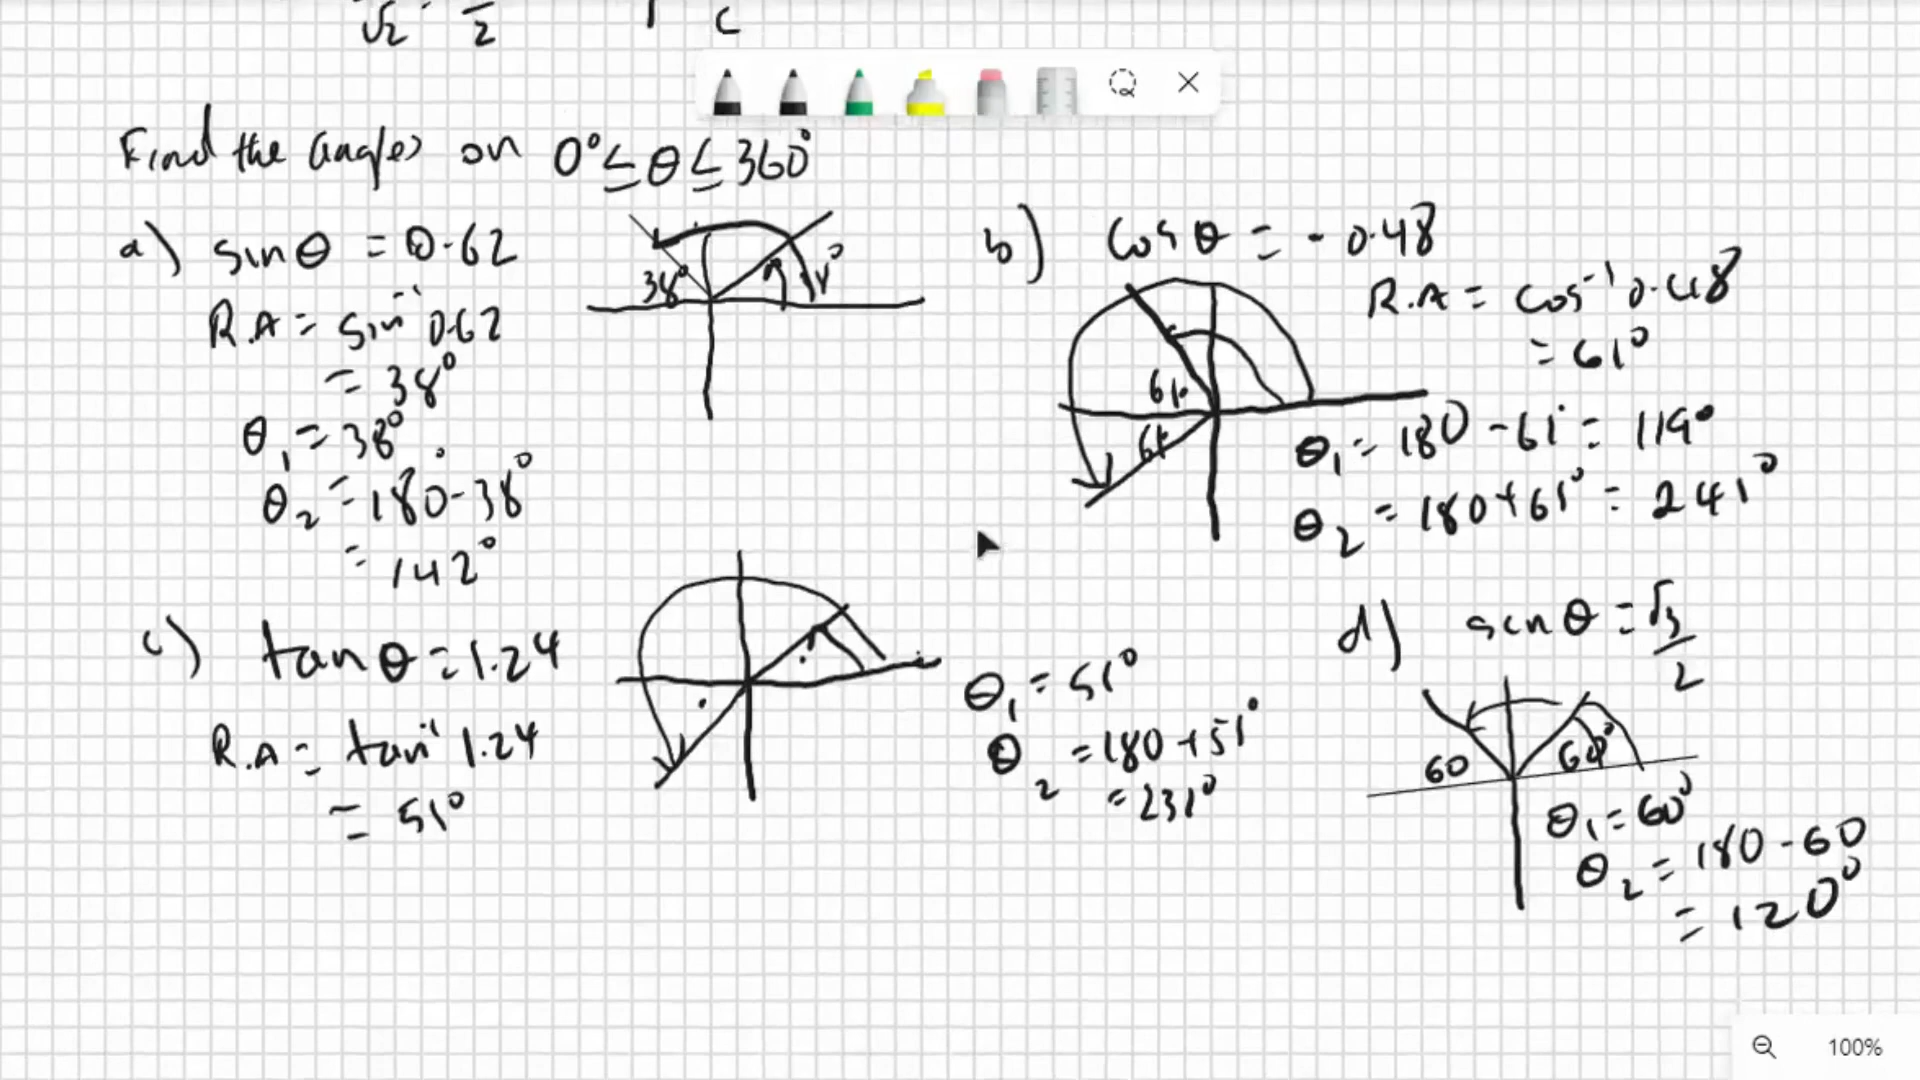 √2 2 c
Find the angles on 0° ≤ θ ≤ 360°
a) sinθ = 0.62
R.A = sin⁻¹ 0.62
= 38°
θ₁ = 38°
θ₂ = 180° - 38°
= 142°
38°
b) cosθ = - 0.48
R.A = cos⁻¹ 0.48
= 61°
61
61
θ₁ = 180 - 61° = 119°
θ₂ = 180 + 61° = 241°
c) tanθ = 1.24
R.A = tan⁻¹ 1.24
= 51°
θ₁ = 51°
θ₂ = 180 + 51°
= 231°
d) sinθ = √3/2
60 60°
θ₁ = 60°
θ₂ = 180 - 60
= 120°
100%